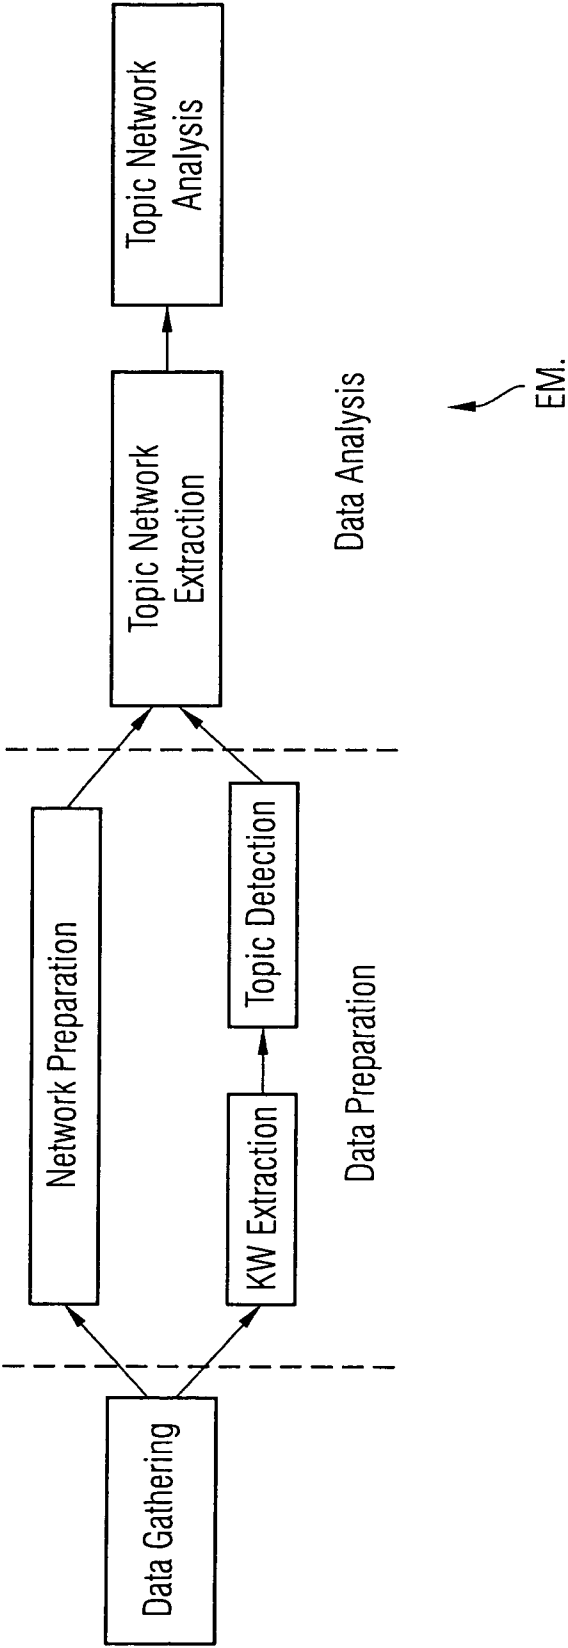 Data Gathering
Network Preparation
KW Extraction
Topic Detection
Data Preparation
Topic Network
Extraction
Topic Network
Analysis
Data Analysis
EM.